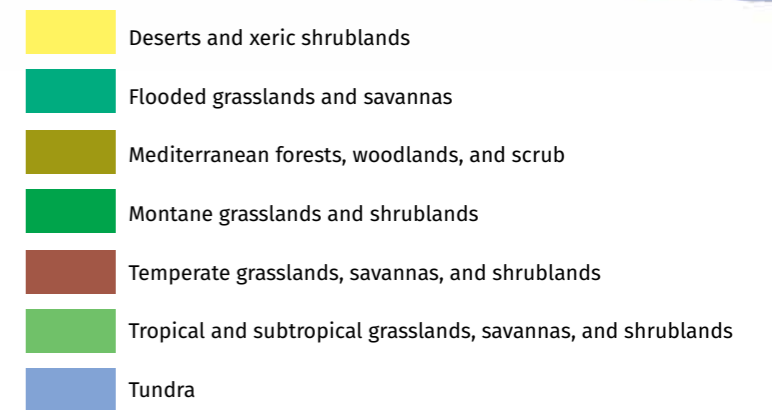 Deserts and xeric shrublands
Flooded grasslands and savannas
Mediterranean forests, woodlands, and scrub
Montane grasslands and shrublands
Temperate grasslands, savannas, and shrublands
Tropical and subtropical grasslands, savannas, and shrublands
Tundra